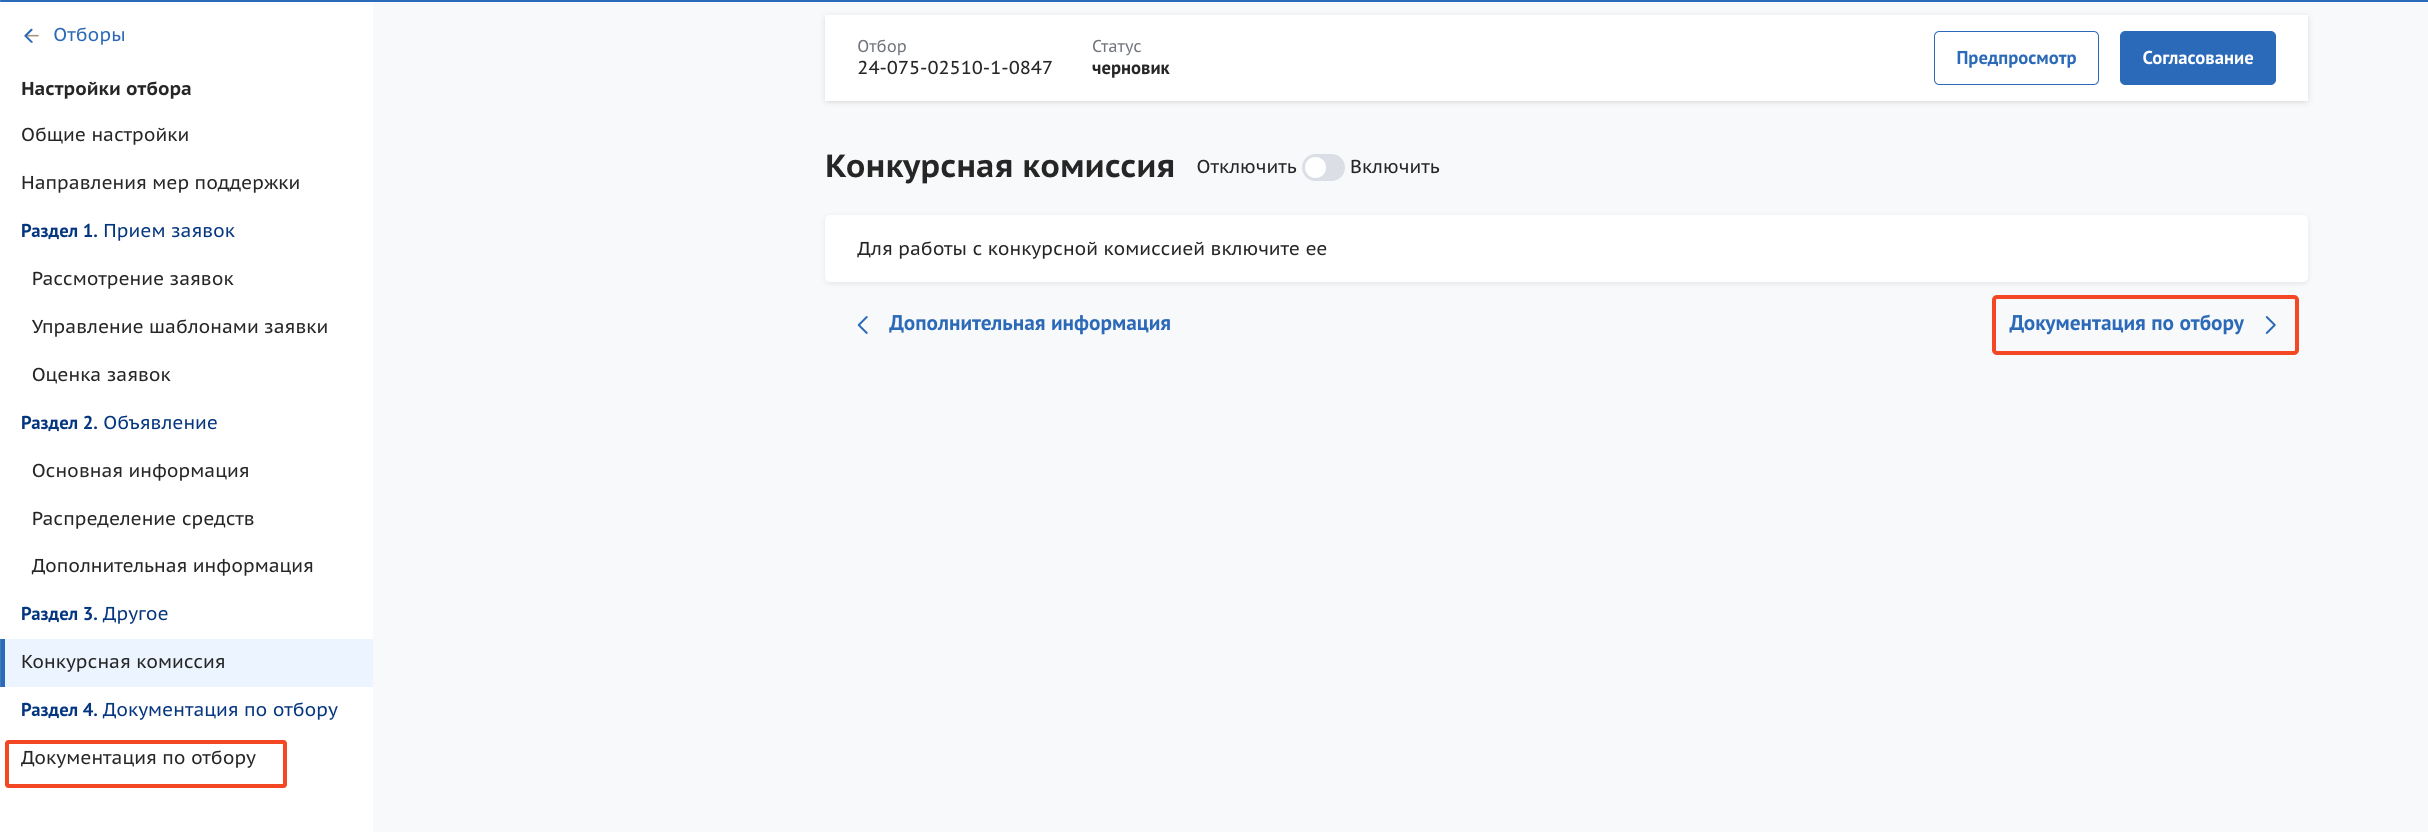 Отборы
Настройки отбора
Общие настройки
Направления мер поддержки
Раздел 1. Прием заявок
Рассмотрение заявок
Управление шаблонами заявки
Оценка заявок
Раздел 2. Объявление
Основная информация
Распределение средств
Дополнительная информация
Раздел 3. Другое
Конкурсная комиссия
Раздел 4. Документация по отбору
Документация по отбору
Отбор
24-075-02510-1-0847
Статус
черновик
Предпросмотр
Согласование
Конкурсная комиссия
Отключить
Включить
Для работы с конкурсной комиссией включите ее
Дополнительная информация
Документация по отбору